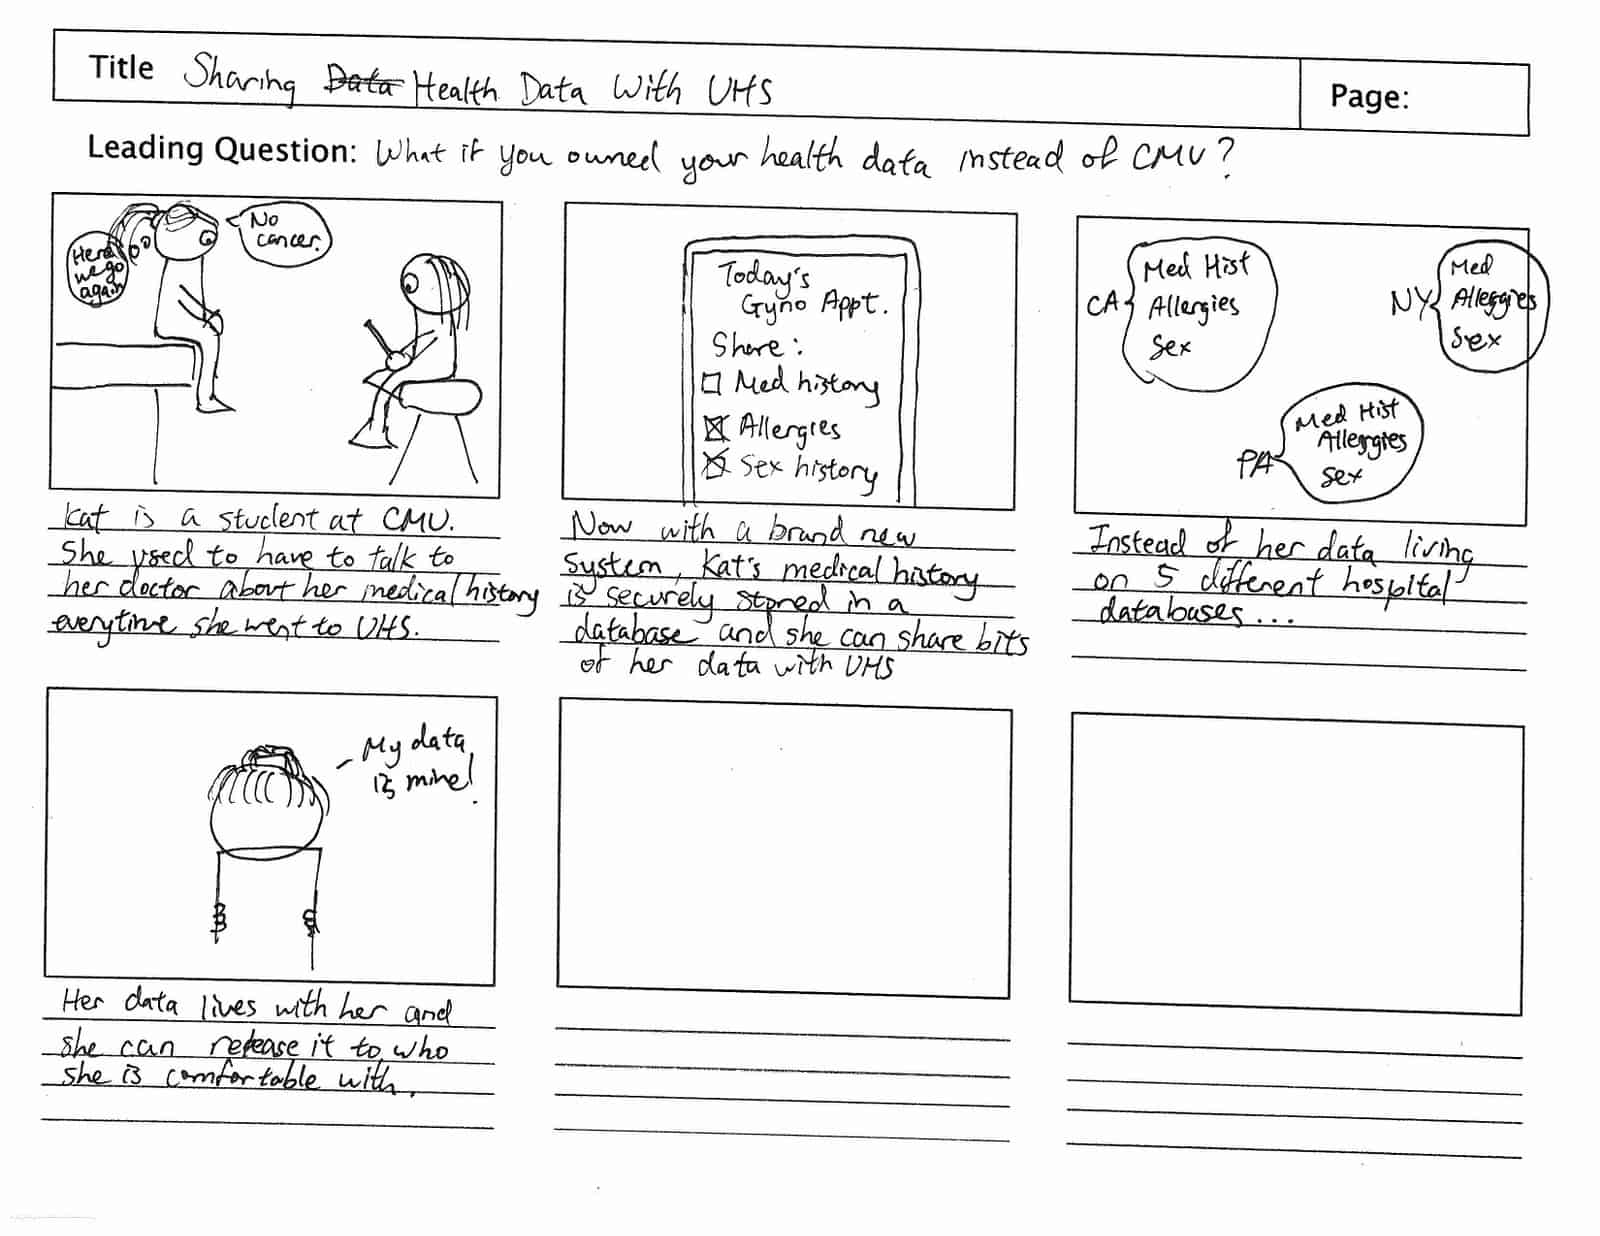 Title Sharing Data Health Data With UHS
Page:
Leading Question: What if you owned your health data instead of CMU?
Here
we go
again
No
cancer.
Kat is a student at CMU.
She used to have to talk to
her doctor about her medical history
everytime she went to UHS.
Today's
Gyno Appt.
Share:
Med history
Allergies
Sex history
Now with a brand new
System, Kat's medical history
is securely stored in a
database and she can share bits
of her data with UHS
CA
Med Hist
Allergies
Sex
NY
Med
Alleggies
Sex
PA
Med Hist
Allergies
Sex
Instead of her data living
on 5 different hospital
databases...
My data
is mine!
Her data lives with her and
she can release it to who
she is comfortable with.